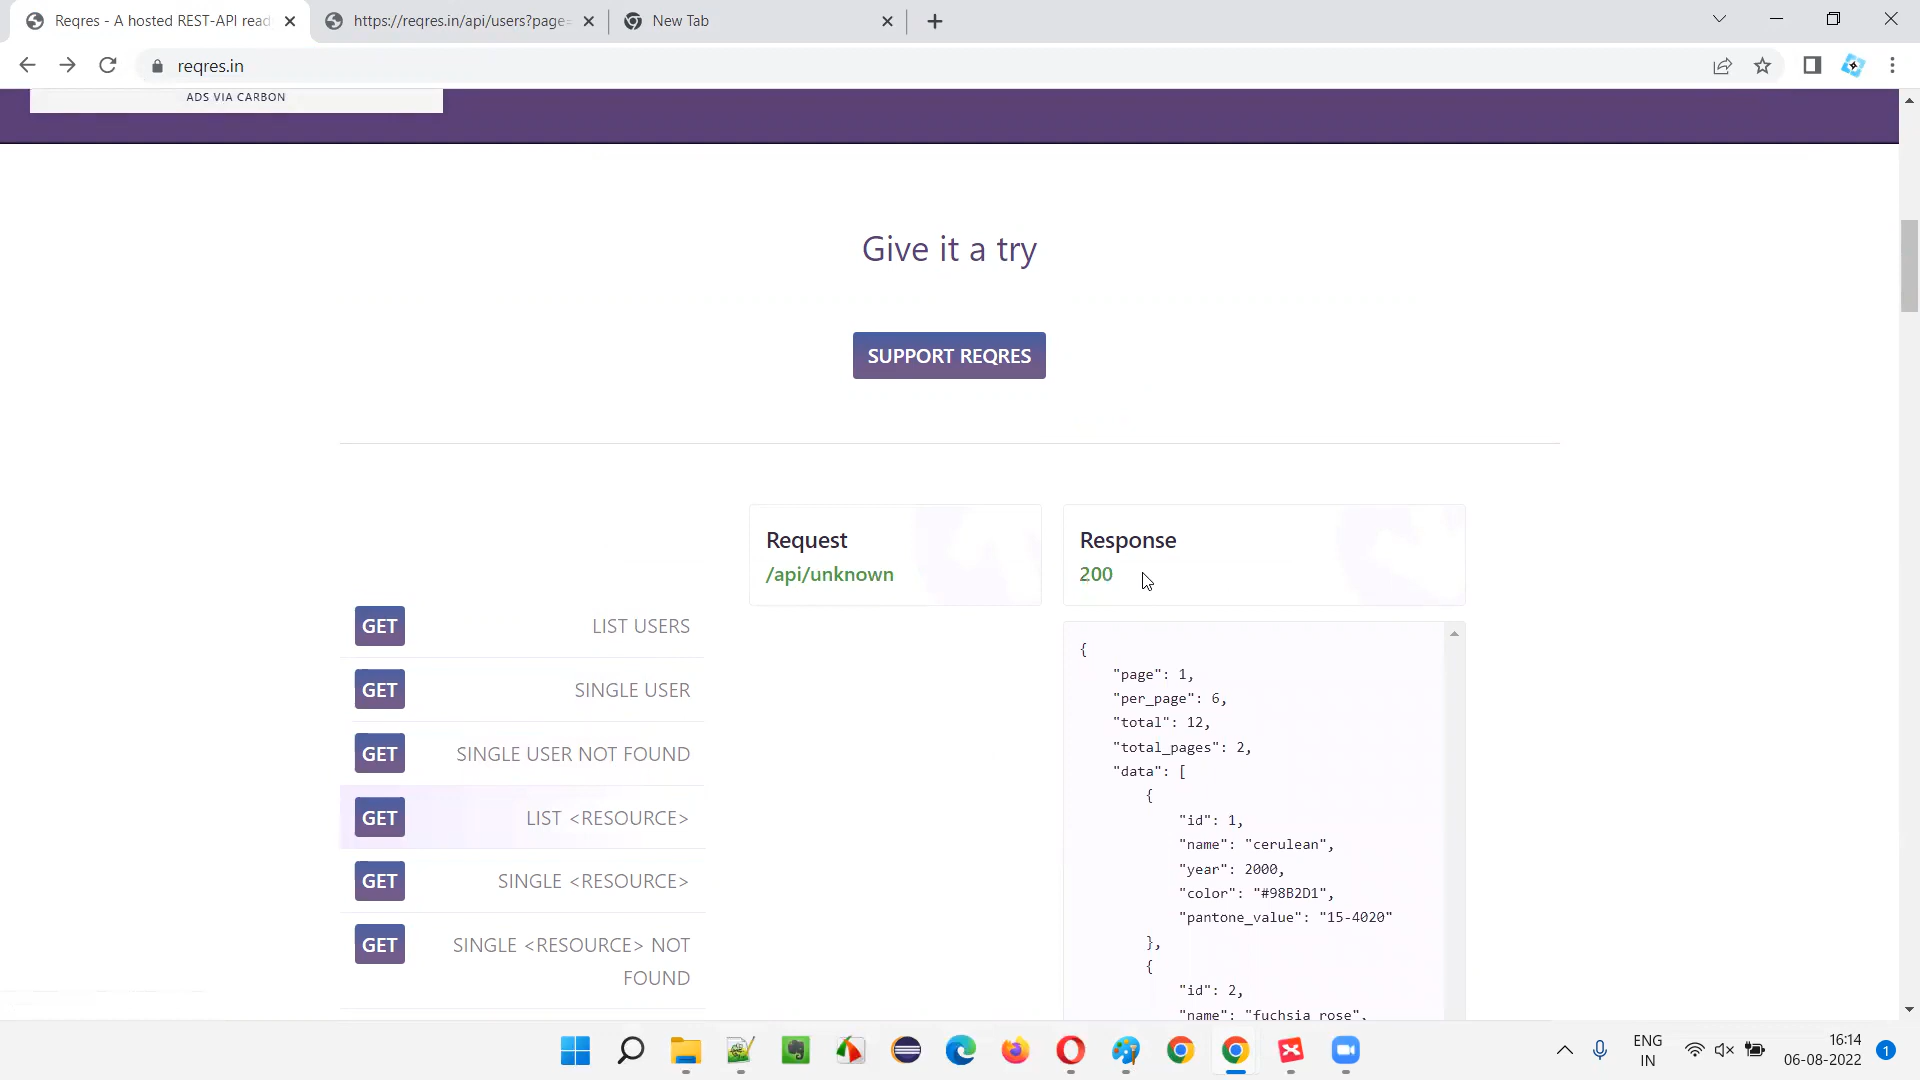 Reqres - A hosted REST-API read
https://reqres.in/api/users?page=
New Tab
reqres.in
ADS VIA CARBON
Give it a try
SUPPORT REQRES
Request
/api/unknown
Response
200
GET LIST USERS
GET SINGLE USER
GET SINGLE USER NOT FOUND
GET LIST <RESOURCE>
GET SINGLE <RESOURCE>
GET SINGLE <RESOURCE> NOT
FOUND
{
"page": 1,
"per_page": 6,
"total": 12,
"total_pages": 2,
"data": [
{
"id": 1,
"name": "cerulean",
"year": 2000,
"color": "#98B2D1",
"pantone_value": "15-4020"
},
{
"id": 2,
"name": "fuchsia rose",
ENG
IN
16:14
06-08-2022
1